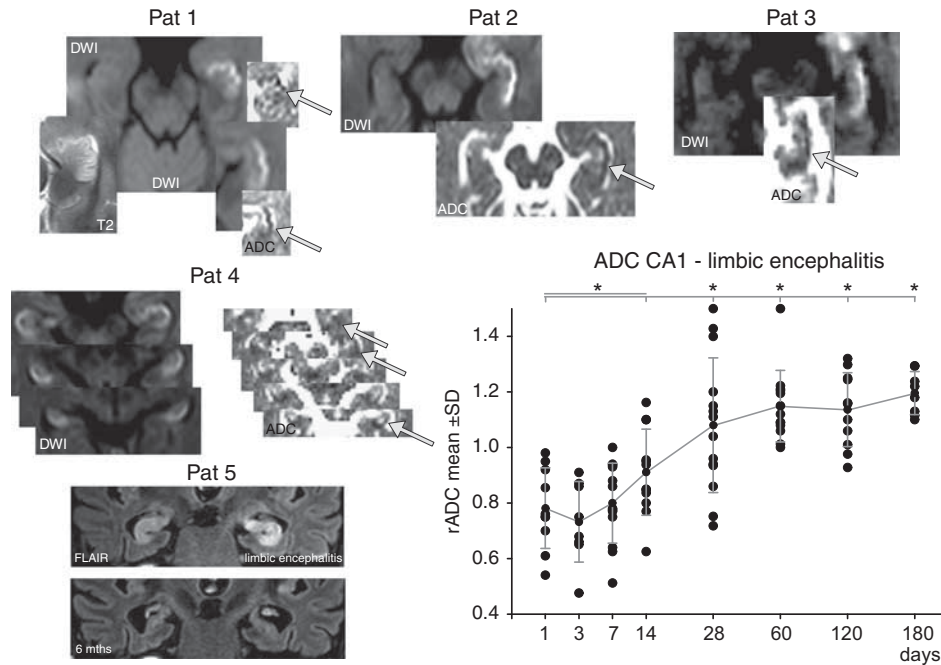 Pat 1
Pat 2
Pat 3
DWI
DWI
T2
ADC
DWI
ADC
DWI
ADC
Pat 4
DWI
ADC
Pat 5
FLAIR
limbic encephalitis
6 mths
ADC CA1 - limbic encephalitis
* * * * *
rADC mean ±SD
1.4
1.2
1.0
0.8
0.6
0.4
1 3 7 14 28 60 120 180
days